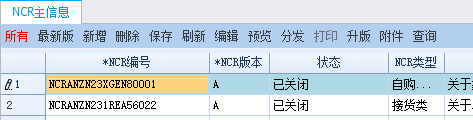 NCR主信息
所有 最新版 新增 删除 保存 刷新 编辑 预览 分发 打印 升版 附件 查询
*NCR编号 *NCR版本 状态 NCR类型
1 NCRANZN23XGEN80001 A 已关闭 自购... 关于
2 NCRANZN231REA56022 A 已关闭 接货类 关于